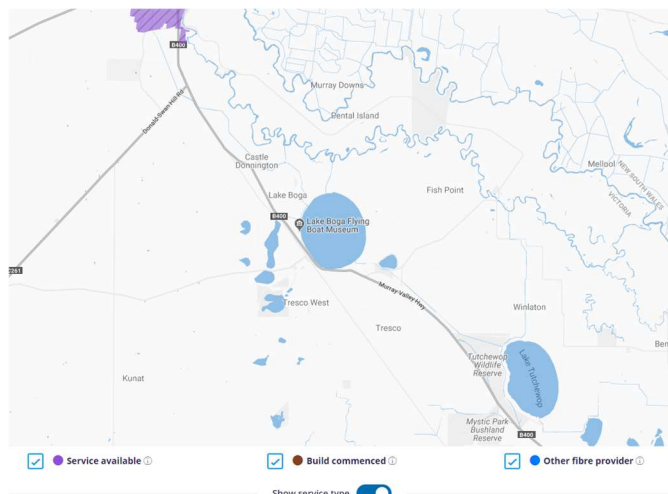 B400
Murray Downs
Pental Island
Donald-Swan Hill Rd
Castle
Donnington
Mellool
NEW SOUTH WALES
VICTORIA
Lake Boga
Fish Point
B400
Lake Boga Flying
Boat Museum
C261
Murray Valley Hwy
Tresco West
Winlaton
Tresco
Tutchewop
Wildlife
Reserve
Lake Tutchewop
Kunat
Mystic Park
Bushland
Reserve
B400
Service available
Build commenced
Other fibre provider
Show service type